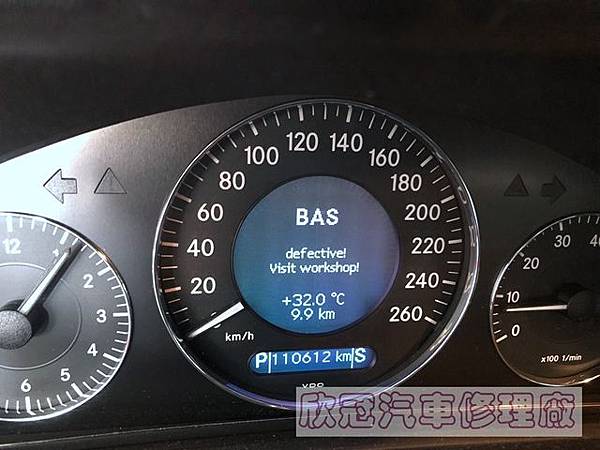 BAS
defective!
Visit workshop!
+32.0 °C
9.9 km
P 110612 km S
km/h
20 40 60 80 100 120 140 160 180 200 220 240 260
12 1 2 3 4 5 6
0 10 20 30 40
x100 1/min
欣冠汽車修理廠